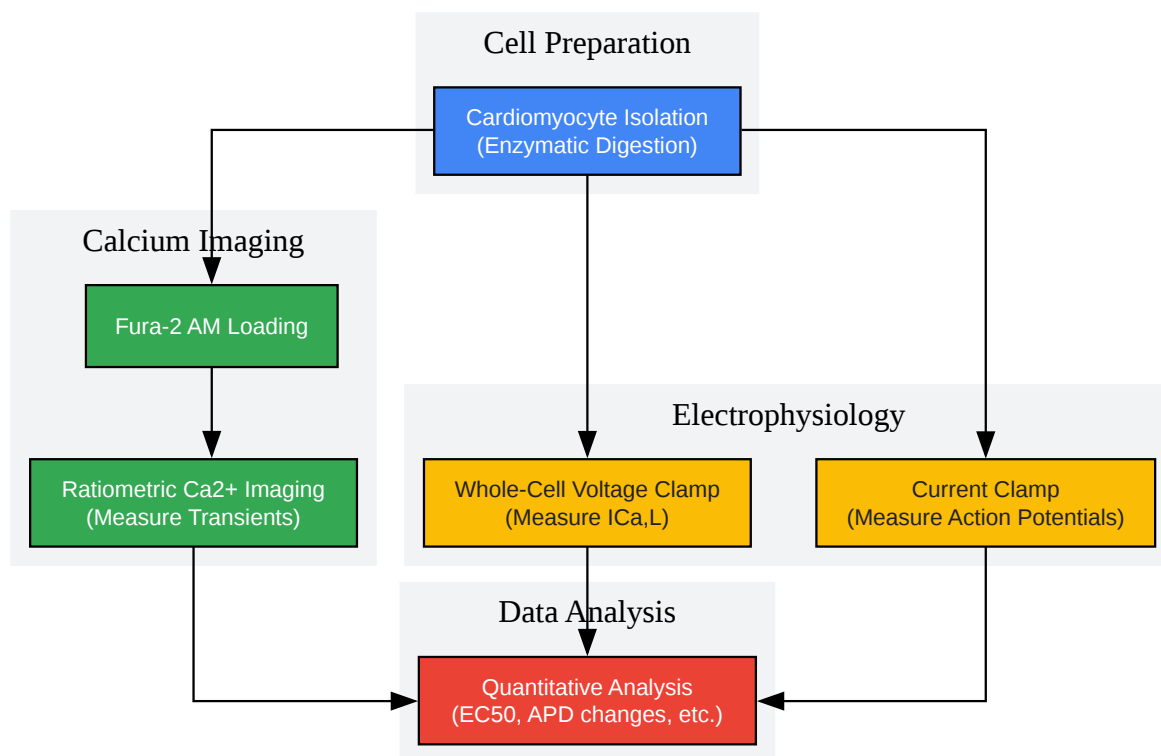 Cell Preparation
Cardiomyocyte Isolation
(Enzymatic Digestion)
Calcium Imaging
Fura-2 AM Loading
Electrophysiology
Ratiometric Ca2+ Imaging
(Measure Transients)
Whole-Cell Voltage Clamp
(Measure ICa,L)
Current Clamp
(Measure Action Potentials)
Data Analysis
Quantitative Analysis
(EC50, APD changes, etc.)